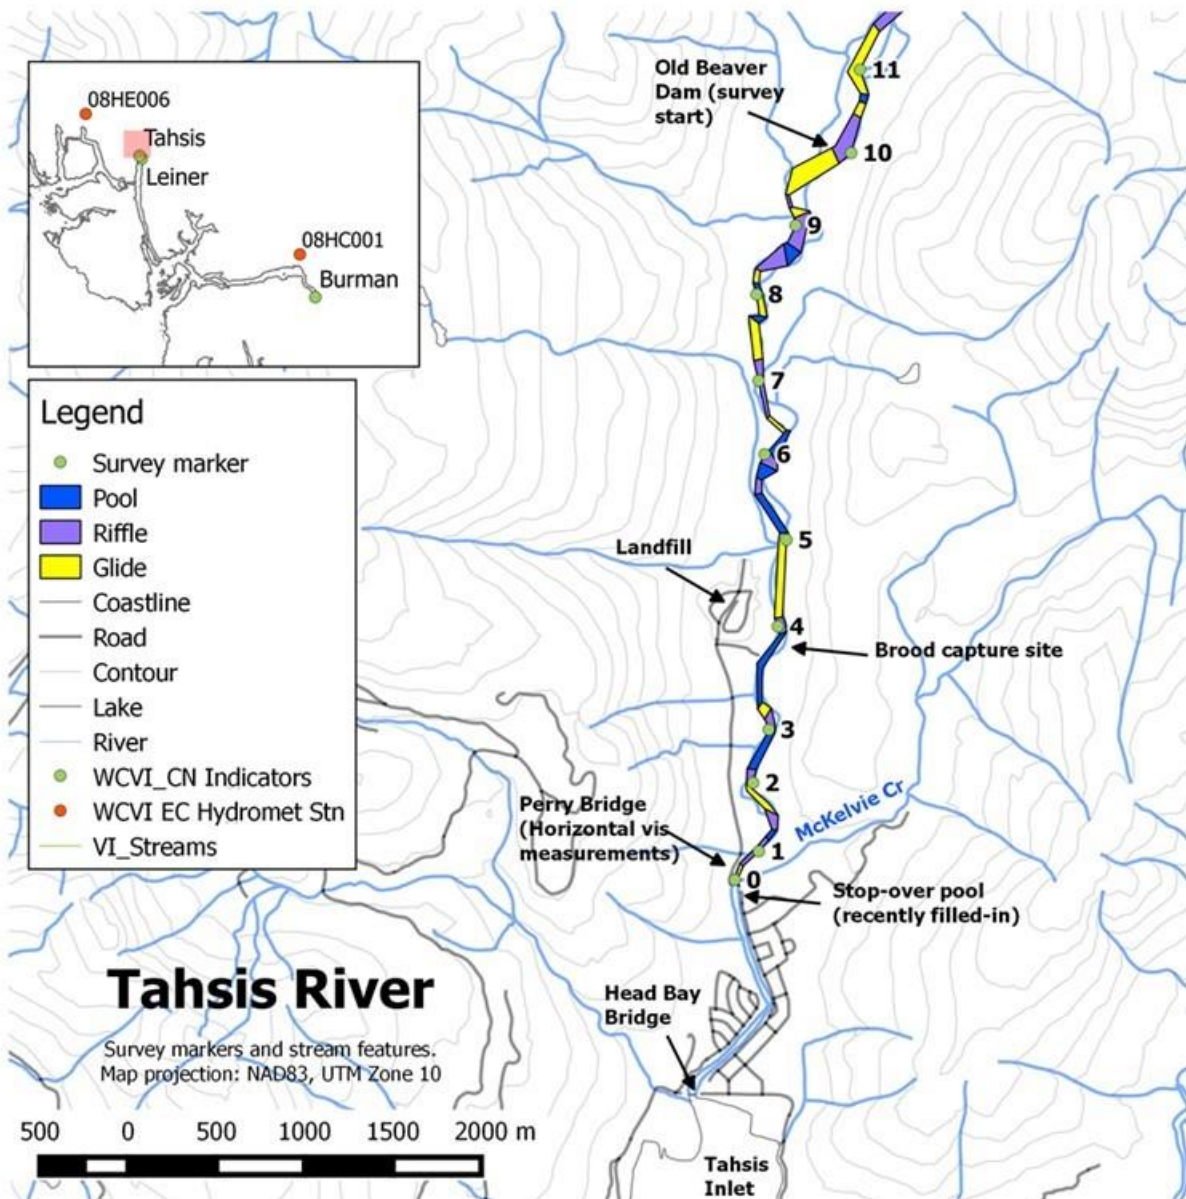 08HE006
Tahsis
Leiner
08HC001
Burman
Legend
Survey marker
Pool
Riffle
Glide
Coastline
Road
Contour
Lake
River
WCVI_CN Indicators
WCVI EC Hydromet Stn
VI_Streams
Old Beaver
Dam (survey
start)
11
10
9
8
7
6
5
Landfill
4
Brood capture site
3
2
McKelvie Cr
Perry Bridge
(Horizontal vis
measurements)
1
0
Stop-over pool
(recently filled-in)
Tahsis River
Survey markers and stream features.
Map projection: NAD83, UTM Zone 10
Head Bay
Bridge
500 0 500 1000 1500 2000 m
Tahsis
Inlet